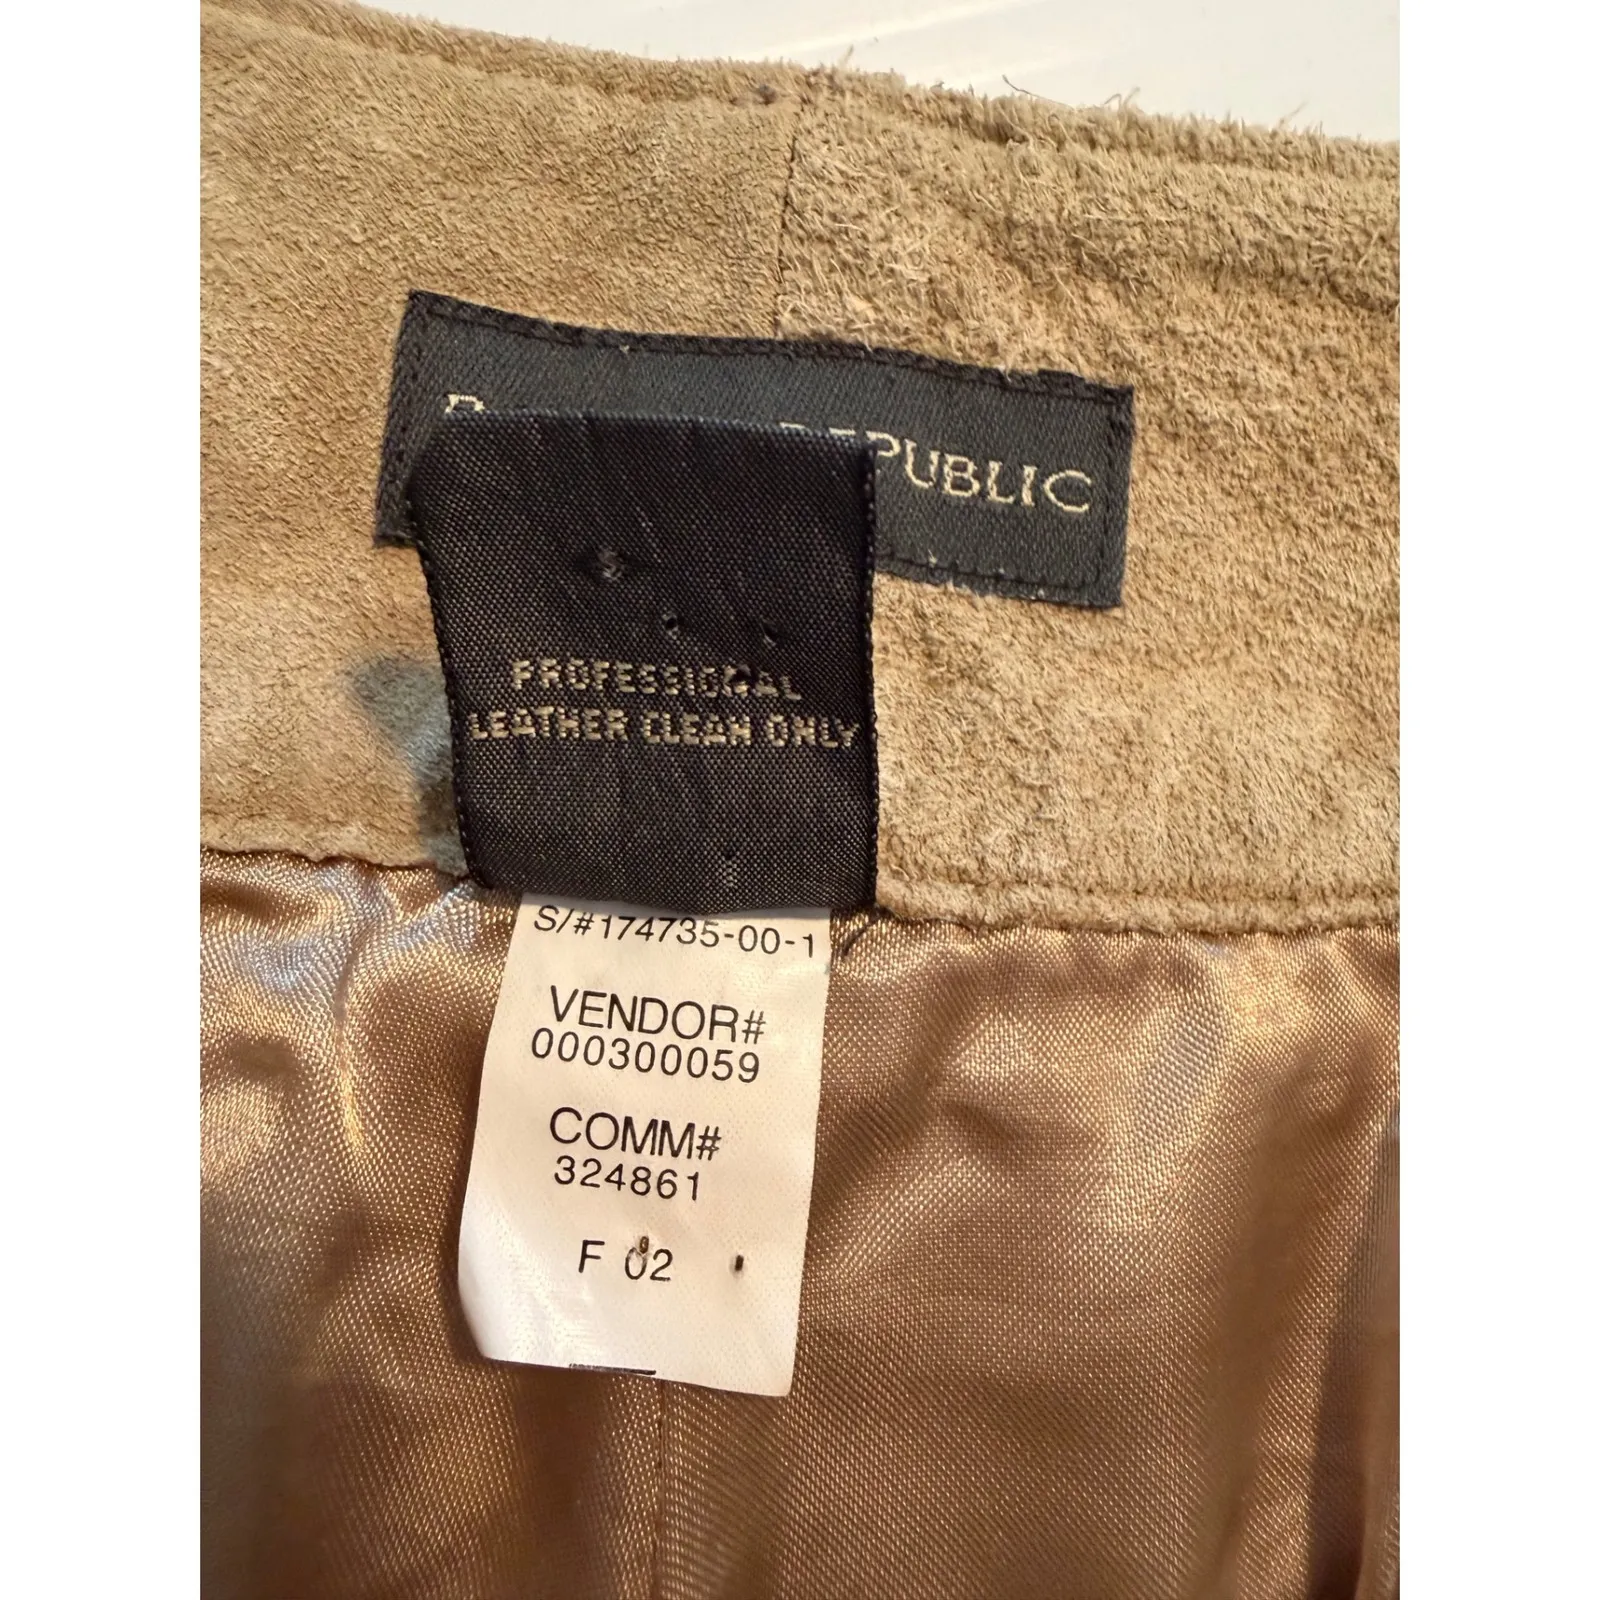 REPUBLIC
PROFESSIONAL
LEATHER CLEAN ONLY
S/#174735-00-1
VENDOR#
000300059
COMM#
324861
F 02